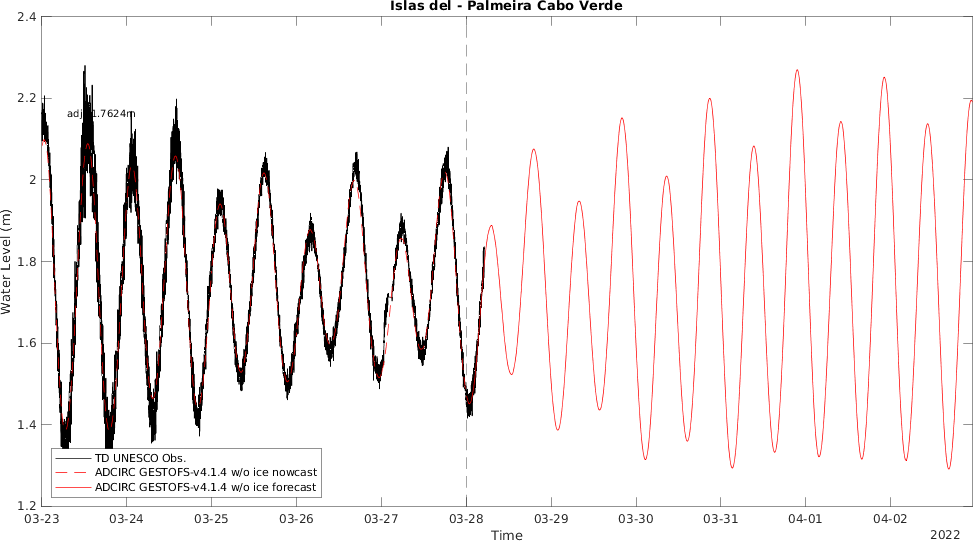 Islas del - Palmeira Cabo Verde
2.4
2.2
2
1.8
1.6
1.4
1.2
Water Level (m)
1.7624m
TD UNESCO Obs.
ADCIRC GESTOFS-v4.1.4 w/o ice nowcast
ADCIRC GESTOFS-v4.1.4 w/o ice forecast
03-23 03-24 03-25 03-26 03-27 03-28 03-29 03-30 03-31 04-01 04-02
Time
2022